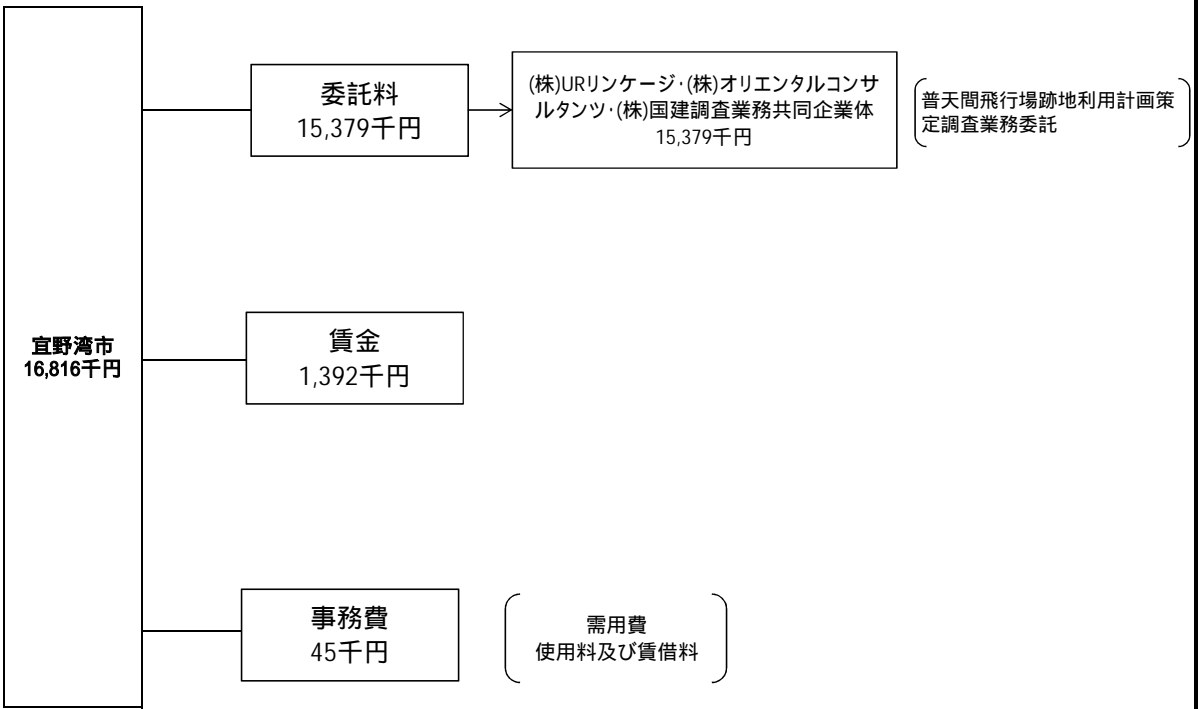 委託料
15,379千円
(株)URリンケージ･(株)オリエンタルコンサ
ルタンツ･(株)国建調査業務共同企業体
15,379千円
普天間飛行場跡地利用計画策
定調査業務委託
宜野湾市
16,816千円
賃金
1,392千円
事務費
45千円
需用費
使用料及び賃借料